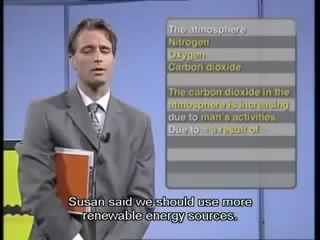 The atmosphere
Nitrogen
Oxygen
Carbon dioxide
The carbon dioxide in the
atmosphere is increasing
due to man's activities
Due to = a result of
Susan said we should use more
renewable energy sources.